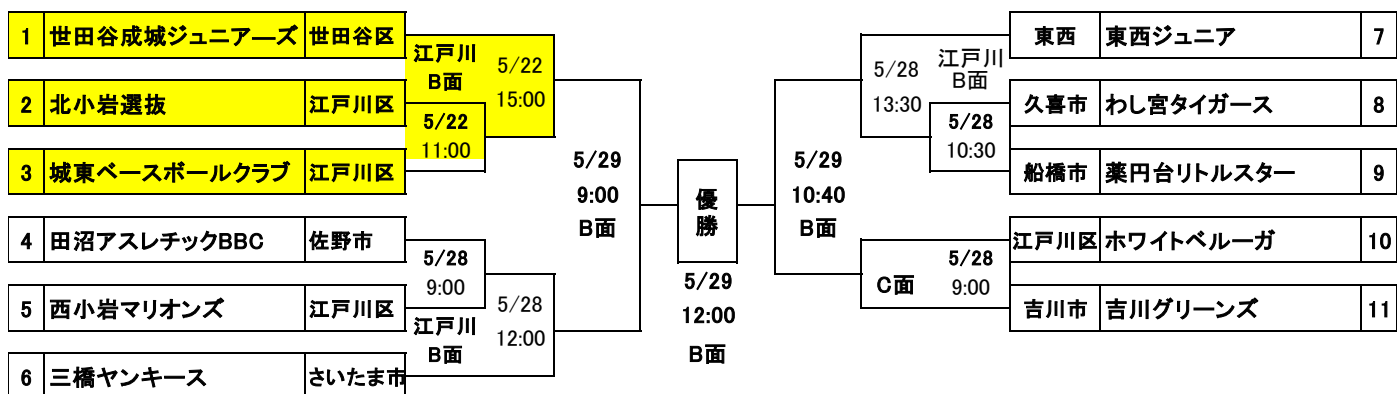 1 世田谷成城ジュニア―ズ 世田谷区
2 北小岩選抜 江戸川区
3 城東ベースボールクラブ 江戸川区
4 田沼アスレチックBBC 佐野市
5 西小岩マリオンズ 江戸川区
6 三橋ヤンキース さいたま市
江戸川
B面
5/22
15:00
5/22
11:00
5/28
9:00
江戸川
B面
5/28
12:00
5/29
9:00
B面
優
勝
5/29
12:00
B面
5/29
10:40
B面
5/28
13:30
江戸川
B面
5/28
10:30
C面
5/28
9:00
東西 東西ジュニア 7
久喜市 わし宮タイガース 8
船橋市 薬円台リトルスター 9
江戸川区 ホワイトベルーガ 10
吉川市 吉川グリーンズ 11